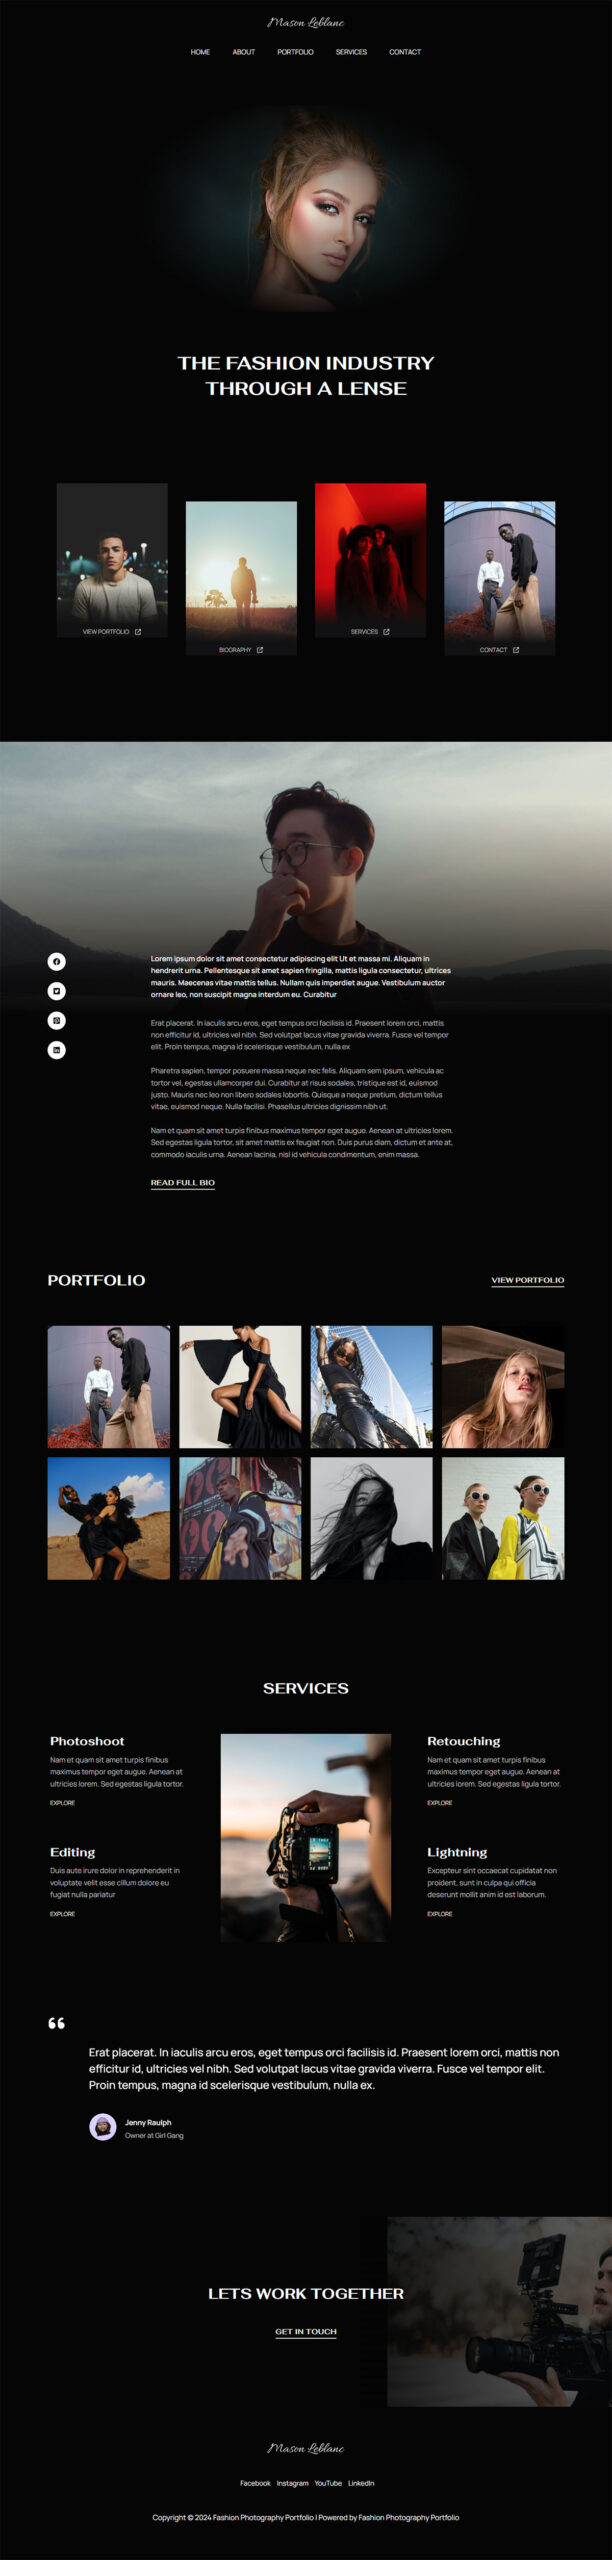 Mason Leblanc
HOME ABOUT PORTFOLIO SERVICES CONTACT
THE FASHION INDUSTRY
THROUGH A LENSE
VIEW PORTFOLIO
BIOGRAPHY
SERVICES
CONTACT
Lorem ipsum dolor sit amet consectetur adipiscing elit Ut et massa mi. Aliquam in
hendrerit urna. Pellentesque sit amet sapien fringilla, mattis ligula consectetur, ultrices
mauris. Maecenas vitae mattis tellus. Nullam quis imperdiet augue. Vestibulum auctor
ornare leo, non suscipit magna interdum eu. Curabitur
Erat placerat. In iaculis arcu eros, eget tempus orci facilisis id. Praesent lorem orci, mattis
non efficitur id, ultricies vel nibh. Sed volutpat lacus vitae gravida viverra. Fusce vel tempor
elit. Proin tempus, magna id scelerisque vestibulum, nulla ex
Pharetra sapien, tempor posuere massa neque nec felis. Aliquam sem ipsum, vehicula ac
tortor vel, egestas ullamcorper dui. Curabitur at risus sodales, tristique est id, euismod
justo. Mauris nec leo non libero sodales lobortis. Quisque a neque pretium, dictum tellus
vitae, euismod neque. Nulla facilisi. Phasellus ultricies dignissim nibh ut.
Nam et quam sit amet turpis finibus maximus tempor eget augue. Aenean at ultricies lorem.
Sed egestas ligula tortor, sit amet mattis ex feugiat non. Duis purus diam, dictum et ante at,
commodo iaculis urna. Aenean lacinia, nisl id vehicula condimentum, enim massa.
READ FULL BIO
PORTFOLIO
VIEW PORTFOLIO
SERVICES
Photoshoot
Nam et quam sit amet turpis finibus
maximus tempor eget augue. Aenean at
ultricies lorem. Sed egestas ligula tortor.
EXPLORE
Editing
Duis aute irure dolor in reprehenderit in
voluptate velit esse cillum dolore eu
fugiat nulla pariatur
EXPLORE
Retouching
Nam et quam sit amet turpis finibus
maximus tempor eget augue. Aenean at
ultricies lorem. Sed egestas ligula tortor.
EXPLORE
Lightning
Excepteur sint occaecat cupidatat non
proident, sunt in culpa qui officia
deserunt mollit anim id est laborum.
EXPLORE
“
Erat placerat. In iaculis arcu eros, eget tempus orci facilisis id. Praesent lorem orci, mattis non
efficitur id, ultricies vel nibh. Sed volutpat lacus vitae gravida viverra. Fusce vel tempor elit.
Proin tempus, magna id scelerisque vestibulum, nulla ex.
Jenny Raulph
Owner at Girl Gang
LETS WORK TOGETHER
GET IN TOUCH
Mason Leblanc
Facebook Instagram YouTube LinkedIn
Copyright © 2024 Fashion Photography Portfolio | Powered by Fashion Photography Portfolio